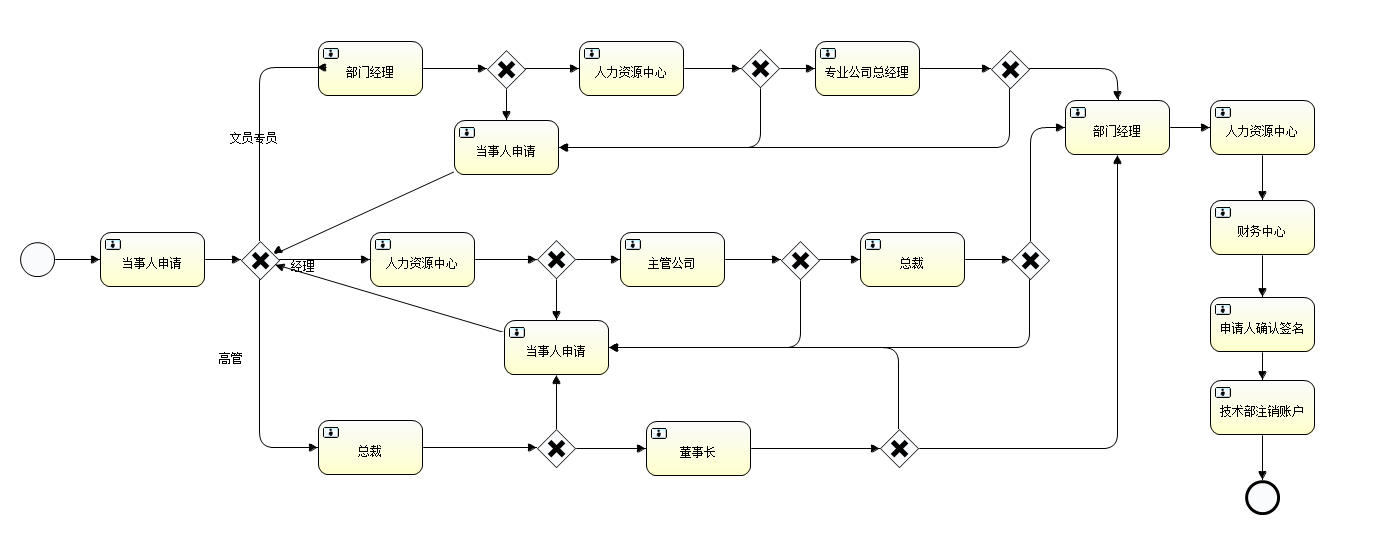 部门经理
人力资源中心
专业公司总经理
部门经理
人力资源中心
文员专员
当事人申请
当事人申请
经理
人力资源中心
主管公司
总裁
财务中心
申请人确认签名
高管
当事人申请
技术部注销账户
总裁
董事长